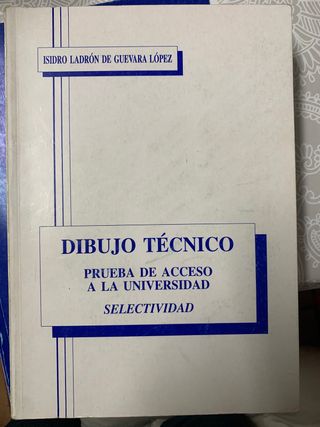 ISIDRO LADRÓN DE GUEVARA LÓPEZ
DIBUJO TÉCNICO
PRUEBA DE ACCESO
A LA UNIVERSIDAD
SELECTIVIDAD